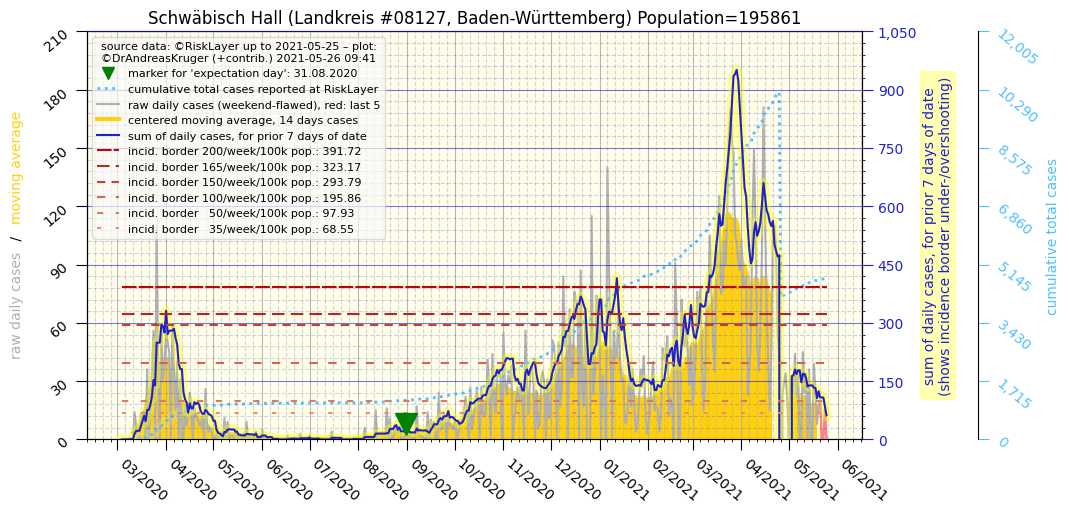 Schwäbisch Hall (Landkreis #08127, Baden-Württemberg) Population=195861
source data: ©RiskLayer up to 2021-05-25 – plot:
©DrAndreasKruger (+contrib.) 2021-05-26 09:41
marker for 'expectation day': 31.08.2020
cumulative total cases reported at RiskLayer
raw daily cases (weekend-flawed), red: last 5
centered moving average, 14 days cases
sum of daily cases, for prior 7 days of date
incid. border 200/week/100k pop.: 391.72
incid. border 165/week/100k pop.: 323.17
incid. border 150/week/100k pop.: 293.79
incid. border 100/week/100k pop.: 195.86
incid. border   50/week/100k pop.: 97.93
incid. border   35/week/100k pop.: 68.55
raw daily cases / moving average
210
180
150
120
90
60
30
0
03/2020
04/2020
05/2020
06/2020
07/2020
08/2020
09/2020
10/2020
11/2020
12/2020
01/2021
02/2021
03/2021
04/2021
05/2021
06/2021
1,050
900
750
600
450
300
150
0
sum of daily cases, for prior 7 days of date
(shows incidence border under-/overshooting)
12,005
10,290
8,575
6,860
5,145
3,430
1,715
0
cumulative total cases